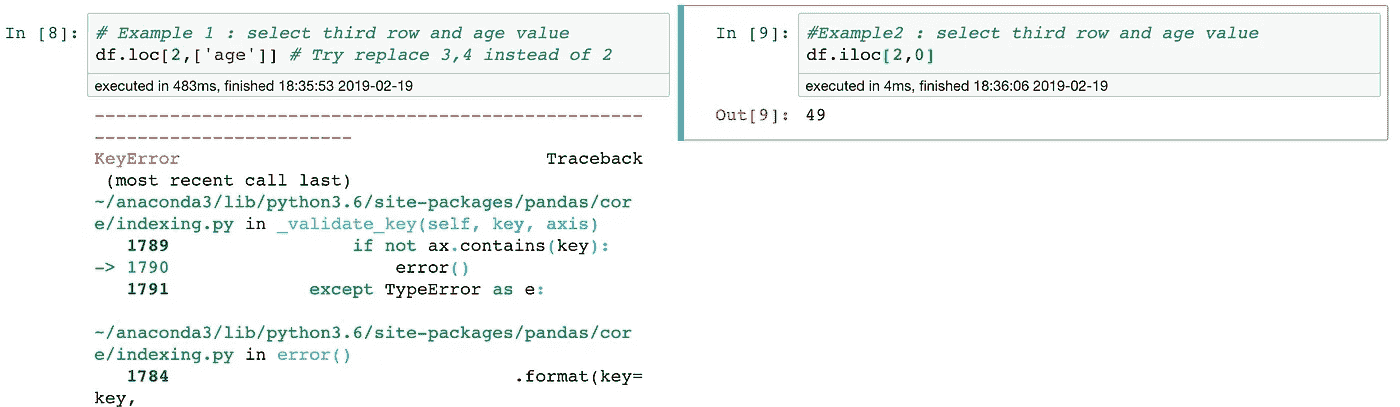 In [8]: # Example 1 : select third row and age value
df.loc[2,['age']] # Try replace 3,4 instead of 2
executed in 483ms, finished 18:35:53 2019-02-19
---------------------------------------------------
------------------------
KeyError Traceback
(most recent call last)
~/anaconda3/lib/python3.6/site-packages/pandas/cor
e/indexing.py in _validate_key(self, key, axis)
1789 if not ax.contains(key):
-> 1790 error()
1791 except TypeError as e:
~/anaconda3/lib/python3.6/site-packages/pandas/cor
e/indexing.py in error()
1784 .format(key=
key,
In [9]: #Example2 : select third row and age value
df.iloc[2,0]
executed in 4ms, finished 18:36:06 2019-02-19
Out[9]: 49